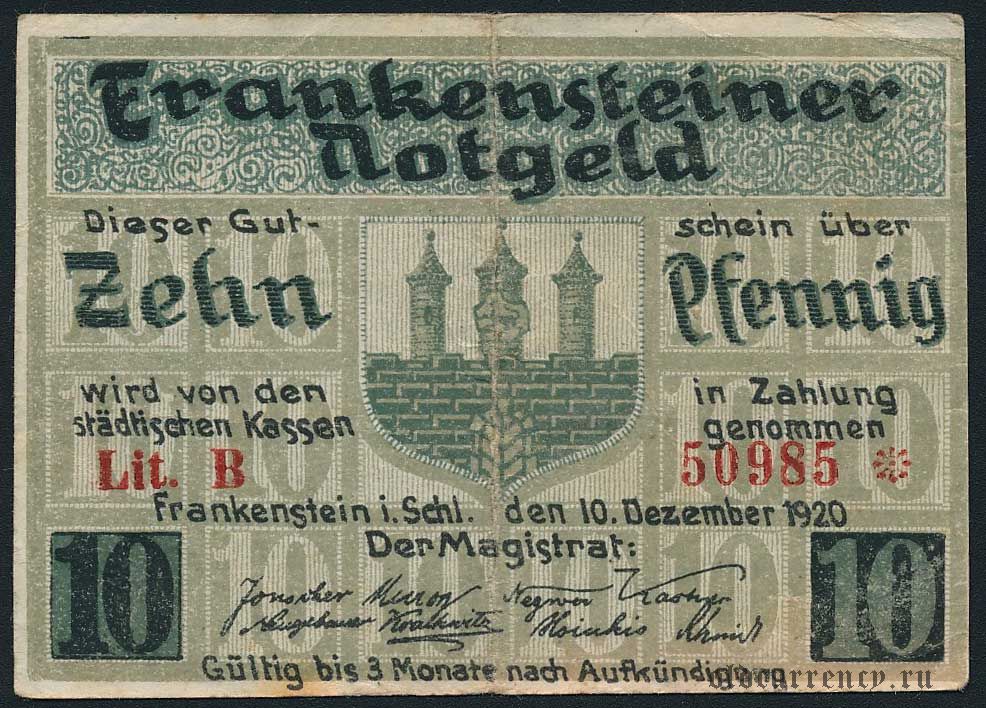 Frankensteiner
Notgeld
Dieser Gut-
schein über
Zehn Pfennig
wird von den
städtischen Kassen
in Zahlung
genommen
Lit. B
50985 *
Frankenstein i. Schl. den 10. Dezember 1920
Der Magistrat:
10
10
Gültig bis 3 Monate nach Aufkündigung